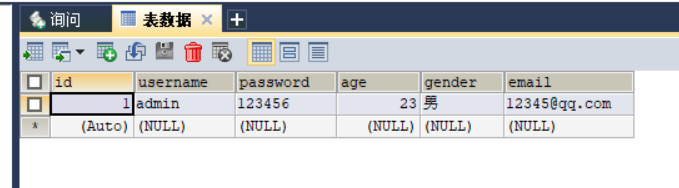 询问 表数据
id username password age gender email
1 admin 123456 23 男 12345@qq.com
* (Auto) (NULL) (NULL) (NULL) (NULL) (NULL)